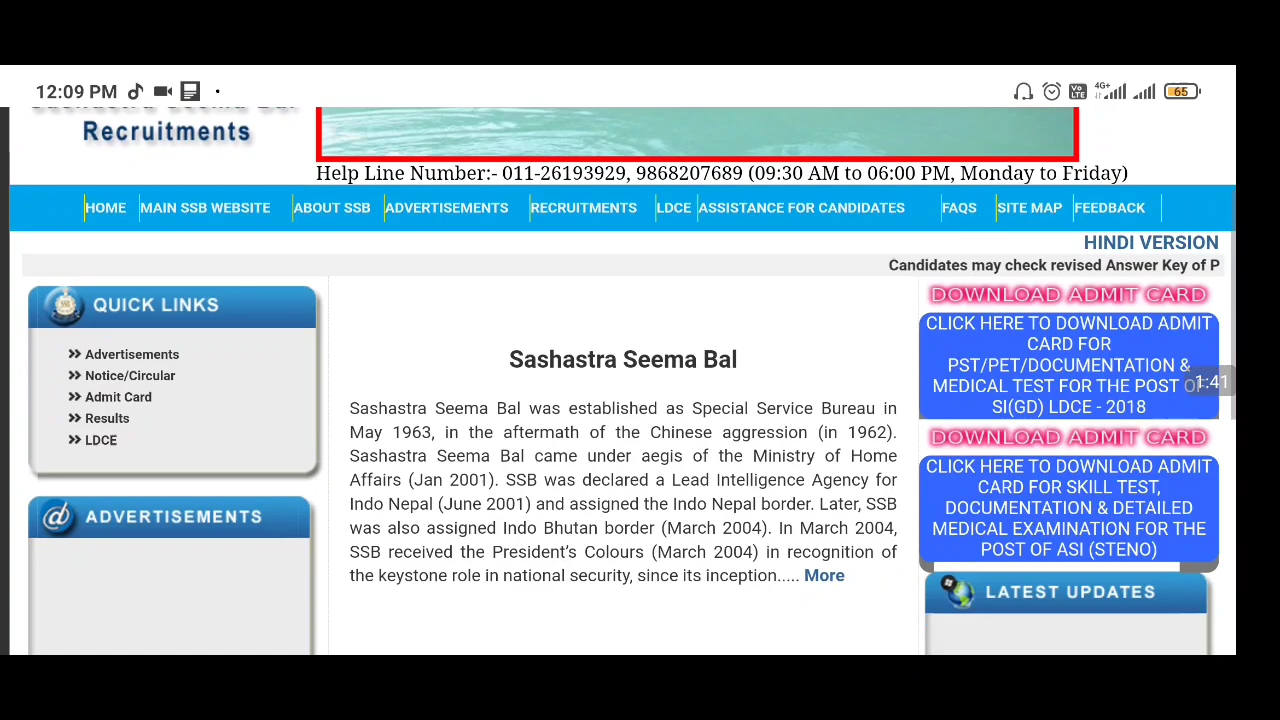 12:09 PM
Vo LTE 4G+ 65
Sashastra Seema Bal
Recruitments
Help Line Number:- 011-26193929, 9868207689 (09:30 AM to 06:00 PM, Monday to Friday)
HOME MAIN SSB WEBSITE ABOUT SSB ADVERTISEMENTS RECRUITMENTS LDCE ASSISTANCE FOR CANDIDATES FAQS SITE MAP FEEDBACK
HINDI VERSION
Candidates may check revised Answer Key of P
QUICK LINKS
Advertisements
Notice/Circular
Admit Card
Results
LDCE
ADVERTISEMENTS
Sashastra Seema Bal
Sashastra Seema Bal was established as Special Service Bureau in
May 1963, in the aftermath of the Chinese aggression (in 1962).
Sashastra Seema Bal came under aegis of the Ministry of Home
Affairs (Jan 2001). SSB was declared a Lead Intelligence Agency for
Indo Nepal (June 2001) and assigned the Indo Nepal border. Later, SSB
was also assigned Indo Bhutan border (March 2004). In March 2004,
SSB received the President’s Colours (March 2004) in recognition of
the keystone role in national security, since its inception..... More
DOWNLOAD ADMIT CARD
CLICK HERE TO DOWNLOAD ADMIT
CARD FOR
PST/PET/DOCUMENTATION &
MEDICAL TEST FOR THE POST
SI(GD) LDCE - 2018
1:41
DOWNLOAD ADMIT CARD
CLICK HERE TO DOWNLOAD ADMIT
CARD FOR SKILL TEST,
DOCUMENTATION & DETAILED
MEDICAL EXAMINATION FOR THE
POST OF ASI (STENO)
LATEST UPDATES